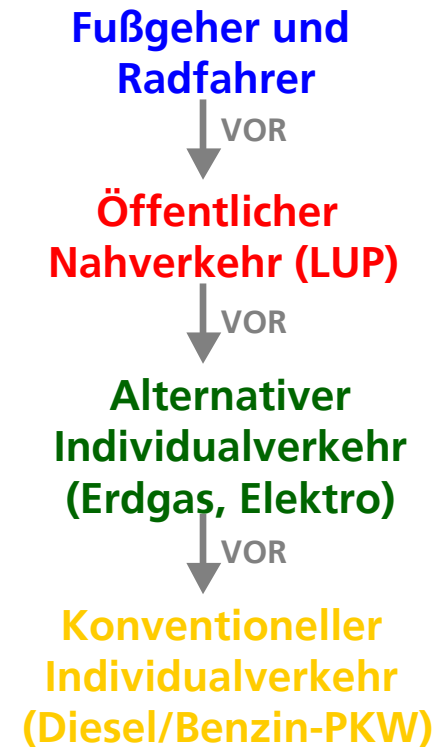 Fußgeher und
Radfahrer
VOR
Öffentlicher
Nahverkehr (LUP)
VOR
Alternativer
Individualverkehr
(Erdgas, Elektro)
VOR
Konventioneller
Individualverkehr
(Diesel/Benzin-PKW)